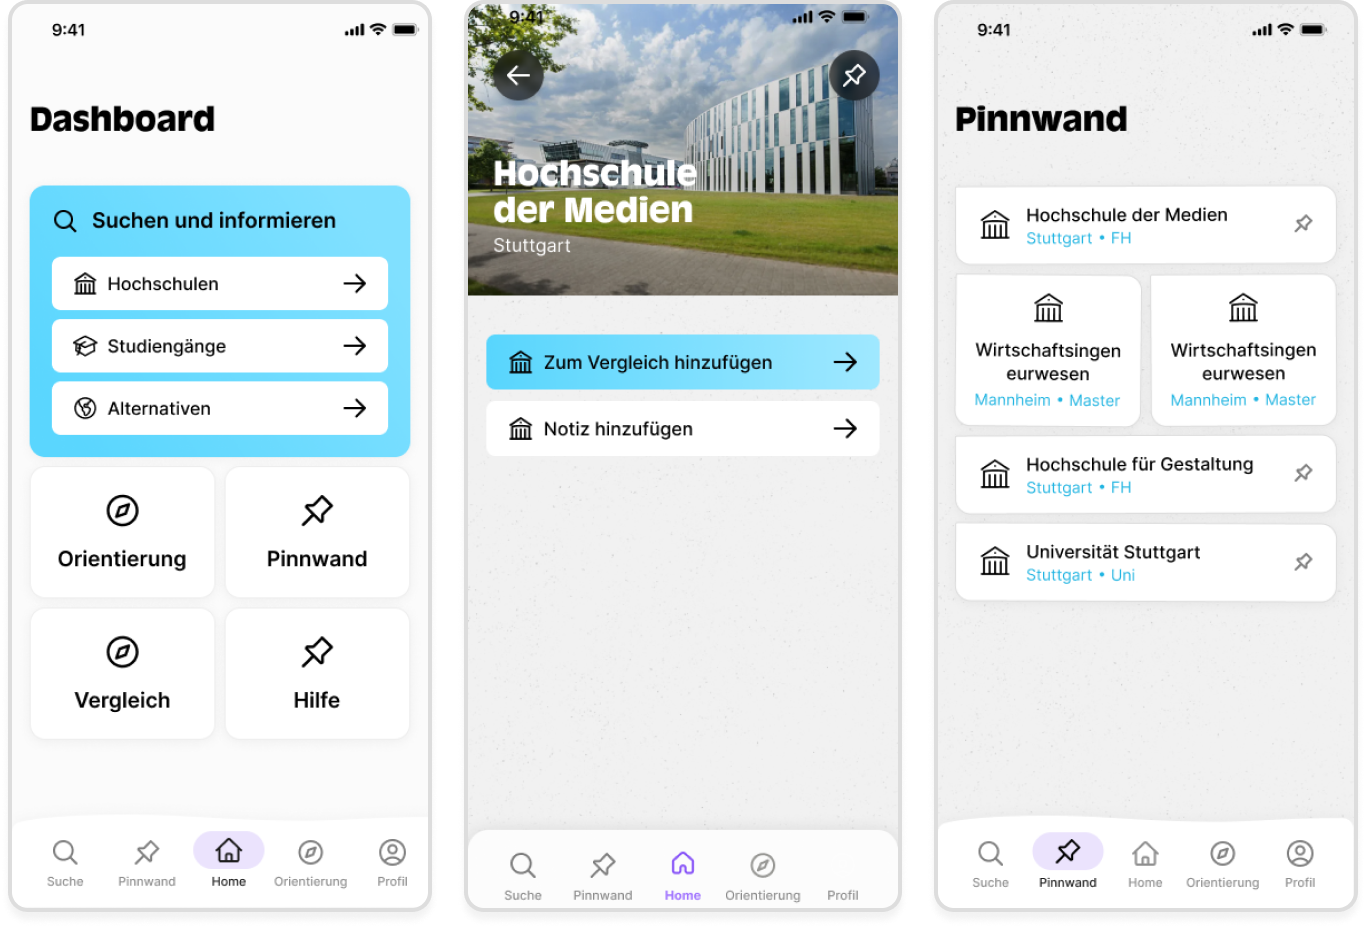 9:41
Dashboard
Suchen und informieren
Hochschulen
Studiengänge
Alternativen
Orientierung
Pinnwand
Vergleich
Hilfe
Suche
Pinnwand
Home
Orientierung
Profil
9:41
Hochschule
der Medien
Stuttgart
Zum Vergleich hinzufügen
Notiz hinzufügen
Suche
Pinnwand
Home
Orientierung
Profil
9:41
Pinnwand
Hochschule der Medien
Stuttgart • FH
Wirtschaftsingen
eurwesen
Mannheim • Master
Wirtschaftsingen
eurwesen
Mannheim • Master
Hochschule für Gestaltung
Stuttgart • FH
Universität Stuttgart
Stuttgart • Uni
Suche
Pinnwand
Home
Orientierung
Profil